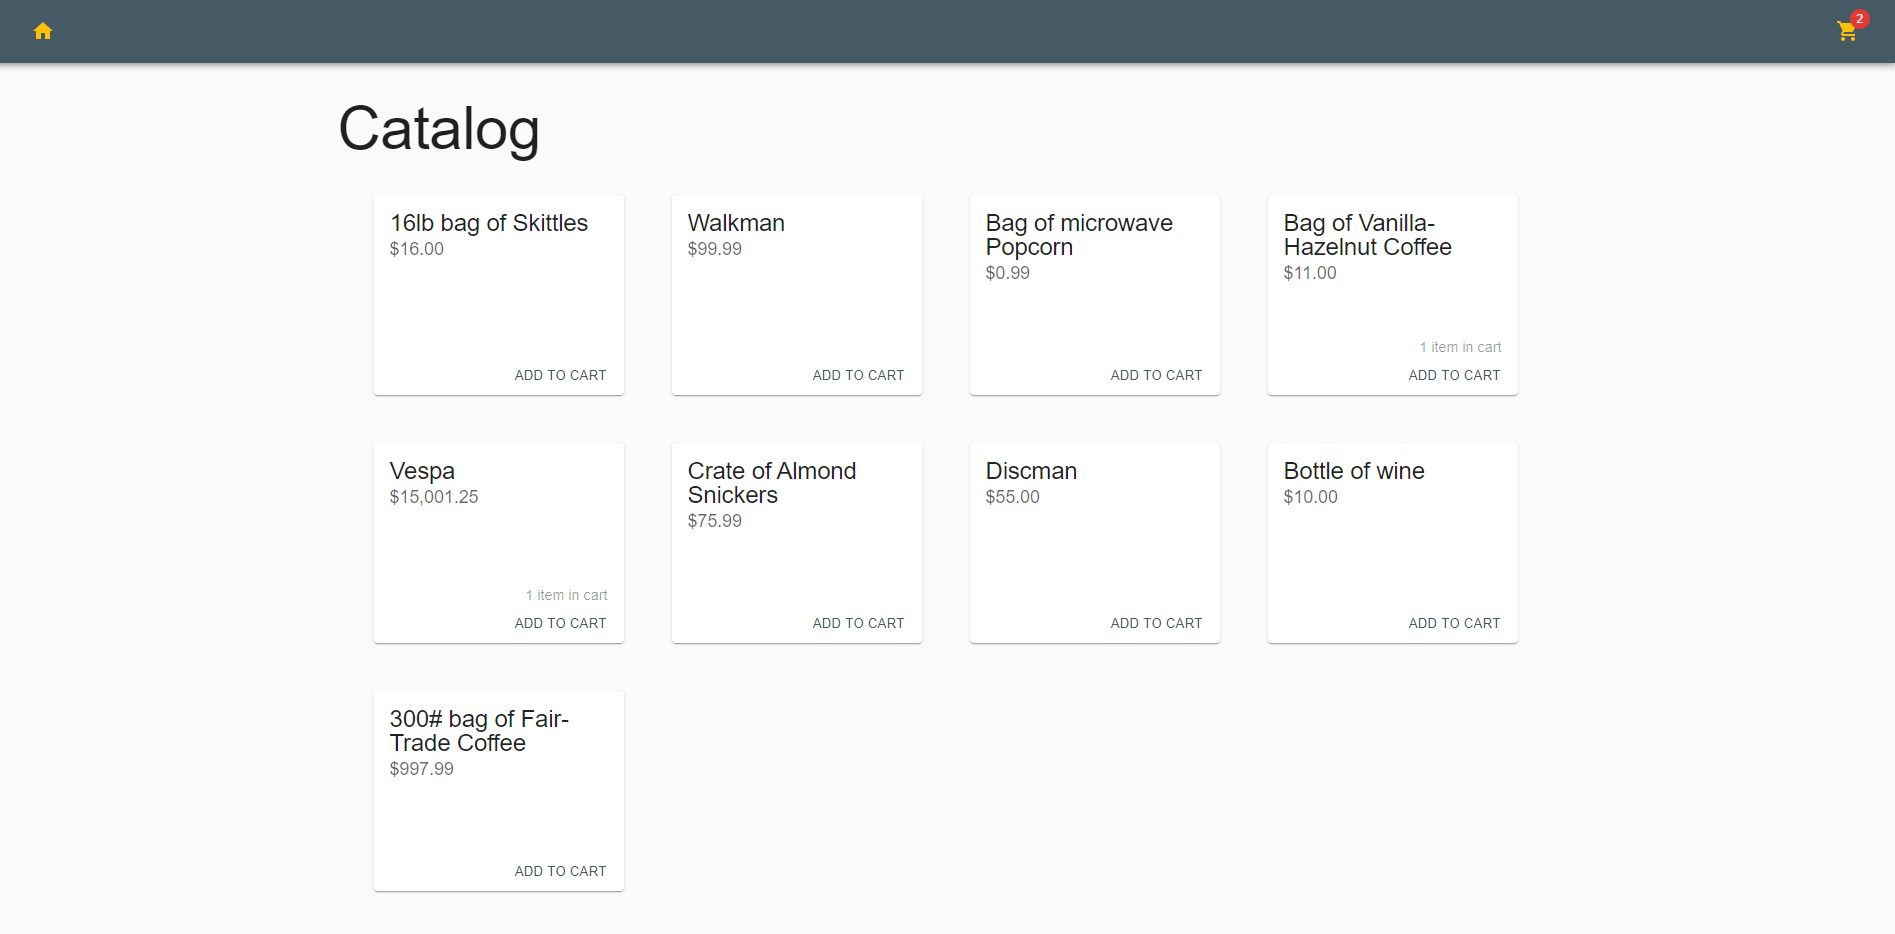 2
Catalog
16lb bag of Skittles
$16.00
ADD TO CART
Walkman
$99.99
ADD TO CART
Bag of microwave
Popcorn
$0.99
ADD TO CART
Bag of Vanilla-
Hazelnut Coffee
$11.00
1 item in cart
ADD TO CART
Vespa
$15,001.25
1 item in cart
ADD TO CART
Crate of Almond
Snickers
$75.99
ADD TO CART
Discman
$55.00
ADD TO CART
Bottle of wine
$10.00
ADD TO CART
300# bag of Fair-
Trade Coffee
$997.99
ADD TO CART